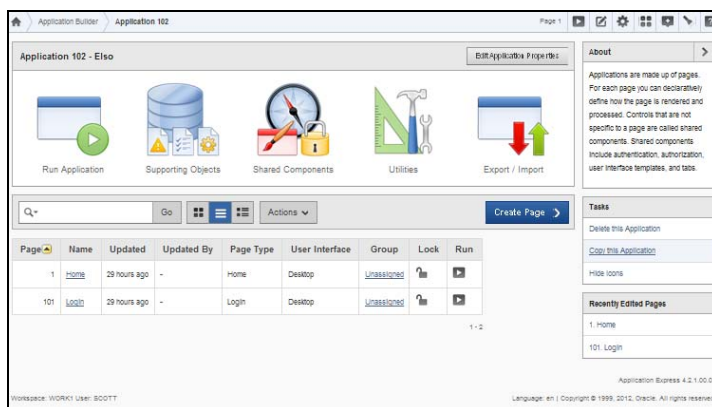 Application Builder Application 102 Page 1
Application 102 - Elso
Edit Application Properties
Run Application Supporting Objects Shared Components Utilities Export / Import
Go Actions Create Page
Page Name Updated Updated By Page Type User Interface Group Lock Run
1 Home 29 hours ago - Home Desktop Unassigned
101 Login 29 hours ago - Login Desktop Unassigned
1 - 2
About
Applications are made up of pages.
For each page you can declaratively
define how the page is rendered and
processed. Controls that are not
specific to a page are called shared
components. Shared components
include authentication, authorization,
user interface templates, and tabs.
Tasks
Delete this Application
Copy this Application
Hide Icons
Recently Edited Pages
1. Home
101. Login
Application Express 4.2.1.00.0
Workspace: WORK1 User: SCOTT
Language: en | Copyright © 1999, 2012, Oracle. All rights reserve